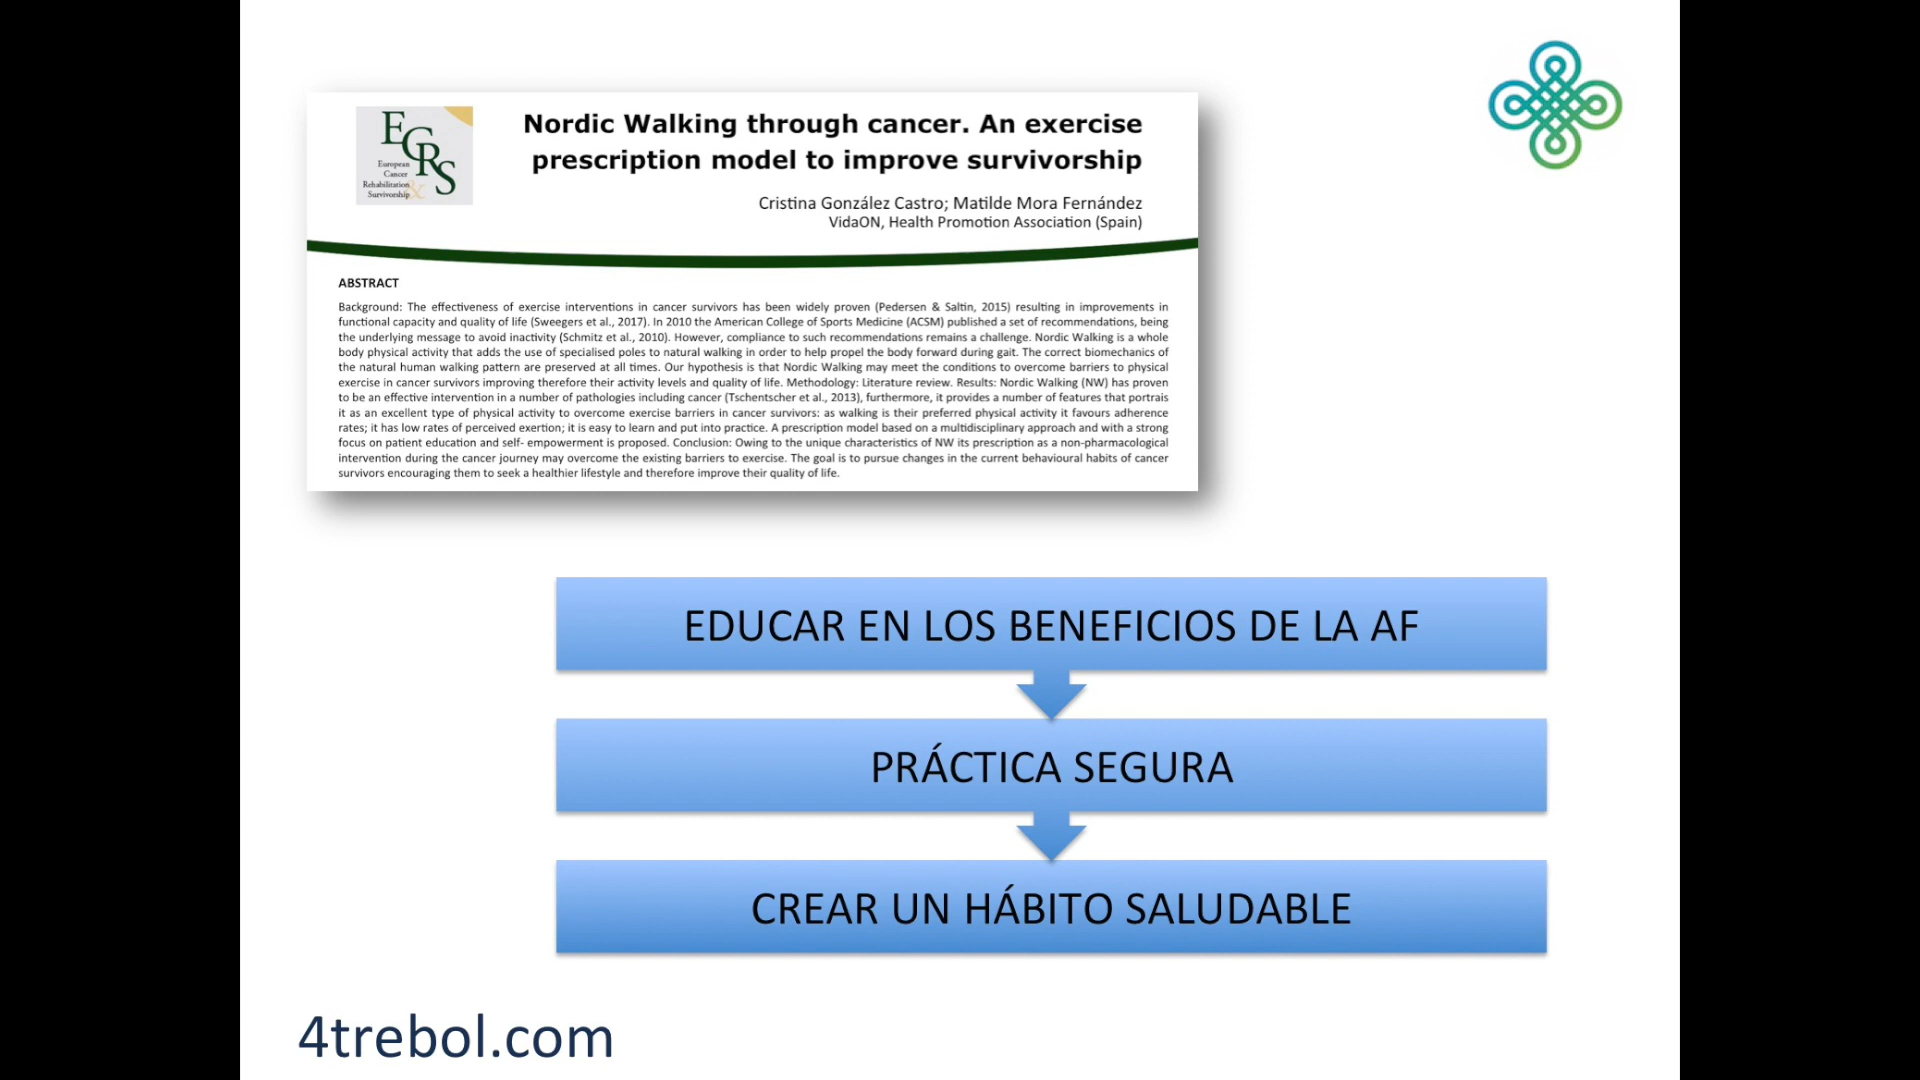 ECRS
European
Cancer
Rehabilitation
& Survivorship
Nordic Walking through cancer. An exercise
prescription model to improve survivorship
Cristina González Castro; Matilde Mora Fernández
VidaON, Health Promotion Association (Spain)
ABSTRACT
Background: The effectiveness of exercise interventions in cancer survivors has been widely proven (Pedersen & Saltin, 2015) resulting in improvements in
functional capacity and quality of life (Sweegers et al., 2017). In 2010 the American College of Sports Medicine (ACSM) published a set of recommendations, being
the underlying message to avoid inactivity (Schmitz et al., 2010). However, compliance to such recommendations remains a challenge. Nordic Walking is a whole
body physical activity that adds the use of specialised poles to natural walking in order to help propel the body forward during gait. The correct biomechanics of
the natural human walking pattern are preserved at all times. Our hypothesis is that Nordic Walking may meet the conditions to overcome barriers to physical
exercise in cancer survivors improving therefore their activity levels and quality of life. Methodology: Literature review. Results: Nordic Walking (NW) has proven
to be an effective intervention in a number of pathologies including cancer (Tschentscher et al., 2013), furthermore, it provides a number of features that portrais
it as an excellent type of physical activity to overcome exercise barriers in cancer survivors: as walking is their preferred physical activity it favours adherence
rates; it has low rates of perceived exertion; it is easy to learn and put into practice. A prescription model based on a multidisciplinary approach and with a strong
focus on patient education and self- empowerment is proposed. Conclusion: Owing to the unique characteristics of NW its prescription as a non-pharmacological
intervention during the cancer journey may overcome the existing barriers to exercise. The goal is to pursue changes in the current behavioural habits of cancer
survivors encouraging them to seek a healthier lifestyle and therefore improve their quality of life.
EDUCAR EN LOS BENEFICIOS DE LA AF
PRÁCTICA SEGURA
CREAR UN HÁBITO SALUDABLE
4trebol.com